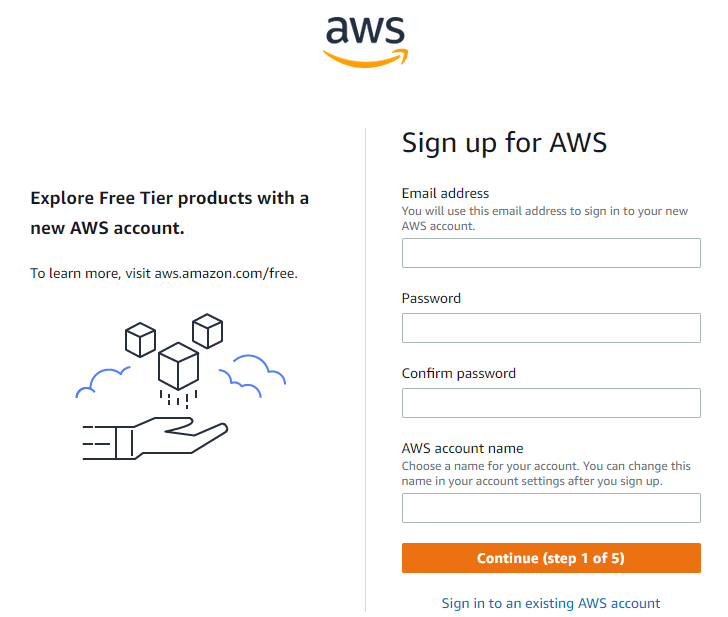 aws
Explore Free Tier products with a
new AWS account.
To learn more, visit aws.amazon.com/free.
Sign up for AWS
Email address
You will use this email address to sign in to your new
AWS account.
Password
Confirm password
AWS account name
Choose a name for your account. You can change this
name in your account settings after you sign up.
Continue (step 1 of 5)
Sign in to an existing AWS account